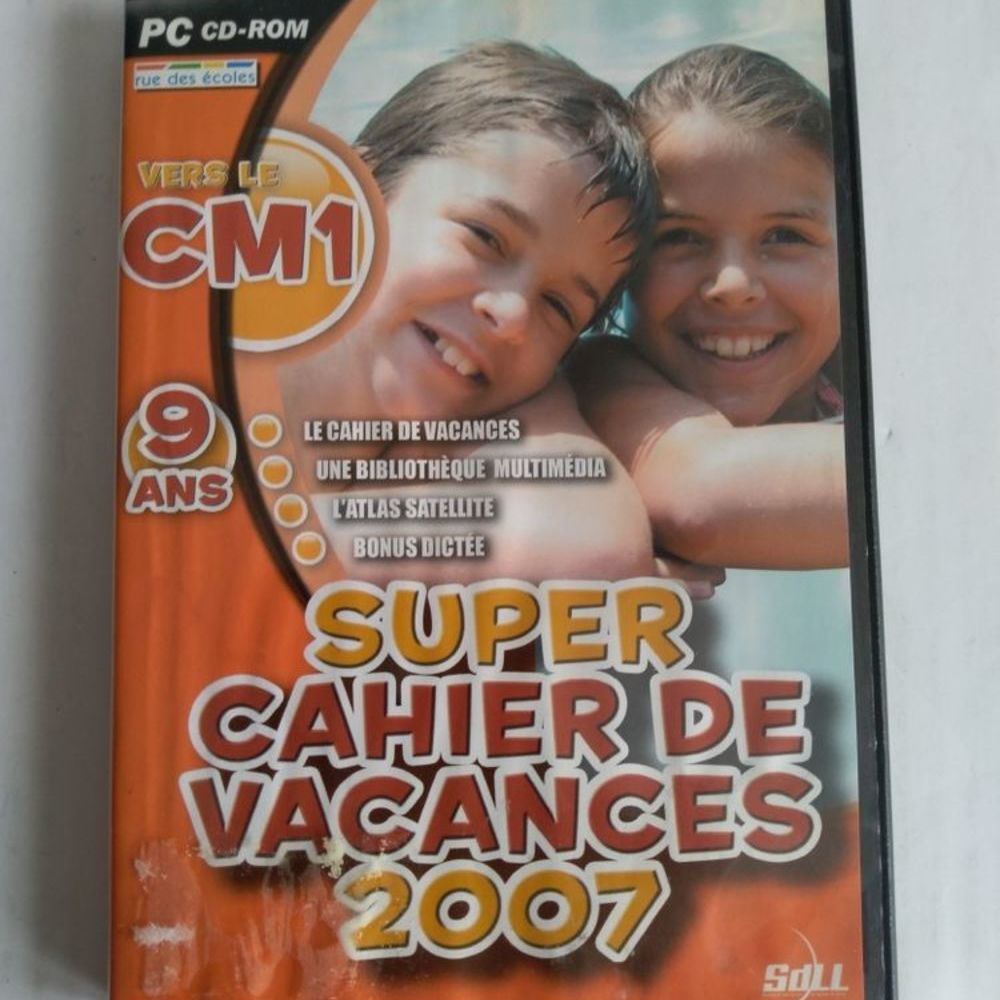 PC CD-ROM
rue des écoles
VERS LE
CM1
9
ANS
LE CAHIER DE VACANCES
UNE BIBLIOTHÈQUE MULTIMÉDIA
L'ATLAS SATELLITE
BONUS DICTÉE
SUPER
CAHIER DE
VACANCES
2007
SdLL